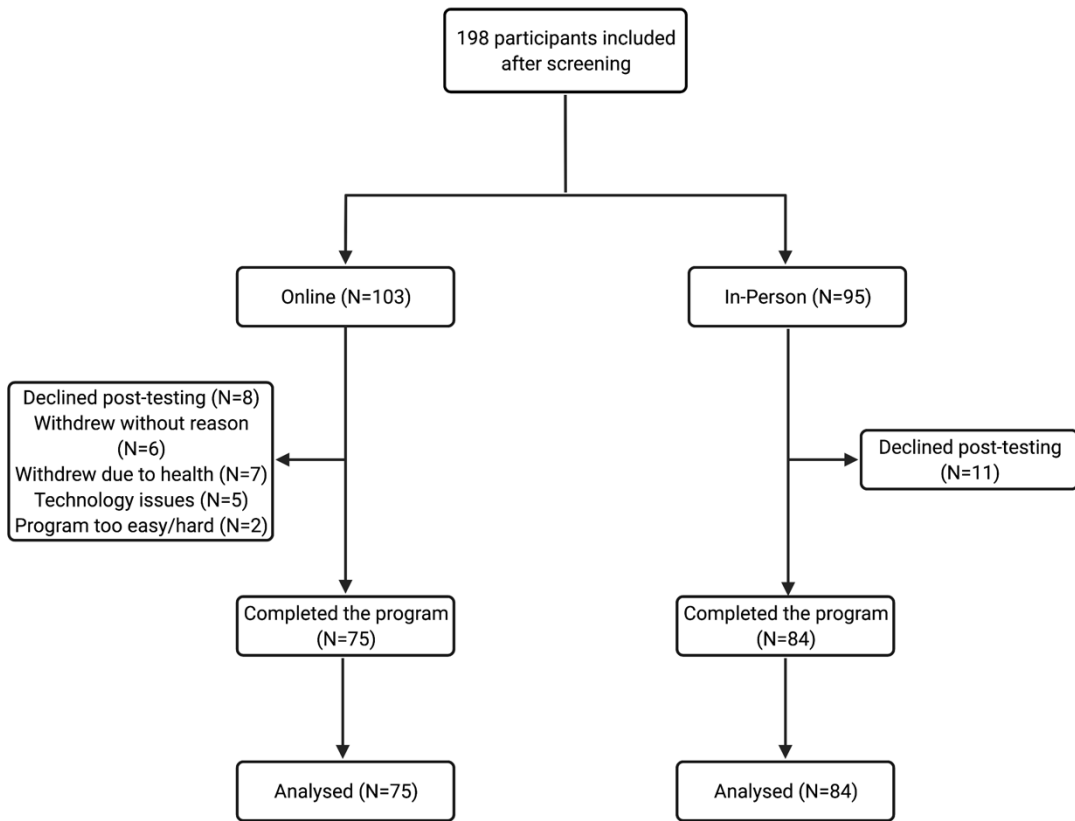 198 participants included
after screening
Online (N=103)
In-Person (N=95)
Declined post-testing (N=8)
Withdrew without reason
(N=6)
Withdrew due to health (N=7)
Technology issues (N=5)
Program too easy/hard (N=2)
Declined post-testing
(N=11)
Completed the program
(N=75)
Completed the program
(N=84)
Analysed (N=75)
Analysed (N=84)